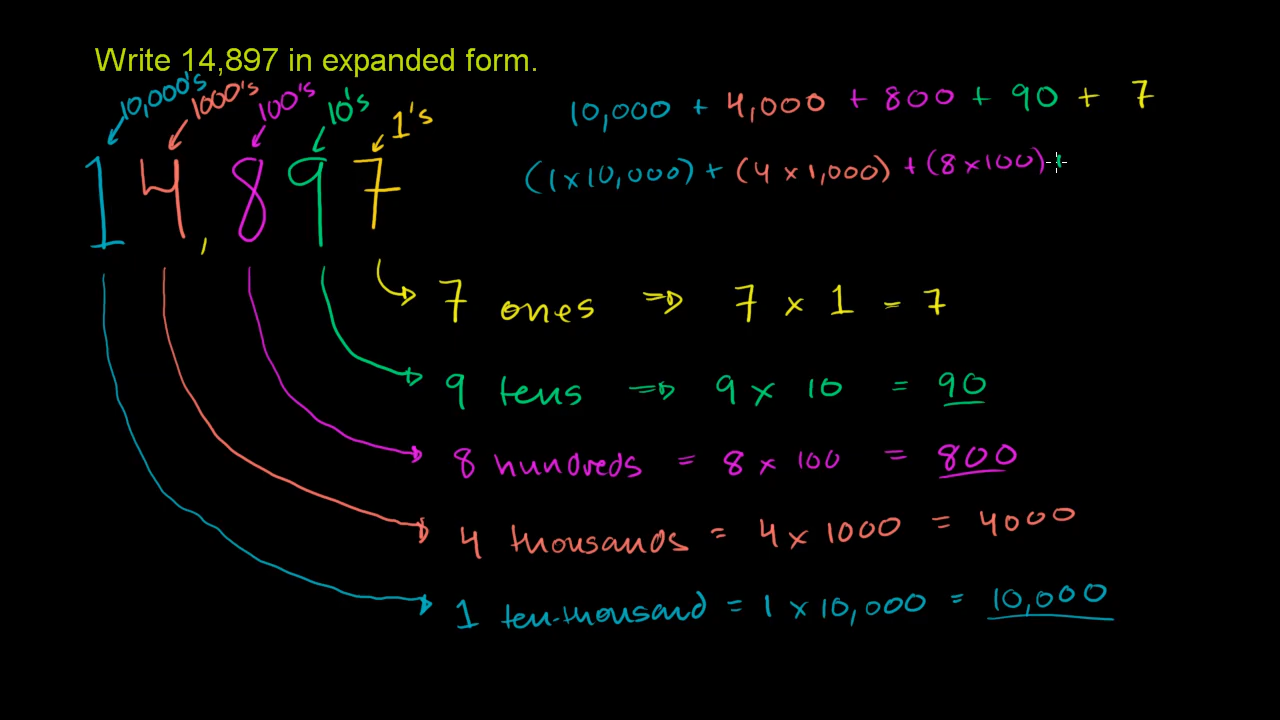 Write 14,897 in expanded form.
10,000's 1000's 100's 10's 1's
10,000 + 4,000 + 800 + 90 + 7
14,897
(1x10,000) + (4 x 1,000) + (8 x 100) +
7 ones ⇒ 7 x 1 = 7
9 tens ⇒ 9 x 10 = 90
8 hundreds = 8 x 100 = 800
4 thousands = 4 x 1000 = 4000
1 ten-thousand = 1 x 10,000 = 10,000